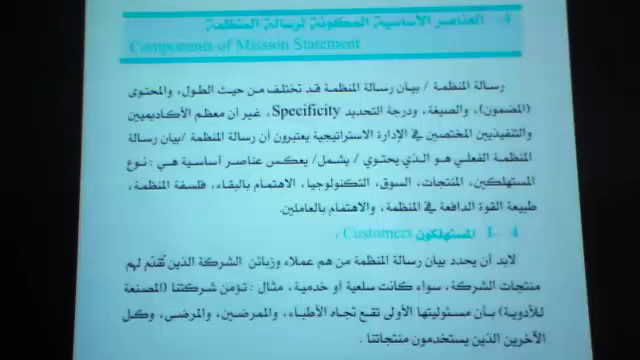 4- العناصر الأساسية المكونة لرسالة المنظمة
Components of Mission Statement
رسالة المنظمة / بيان رسالة المنظمة قد تختلف من حيث الطول، والمحتوى
(المضمون)، والصيغة، ودرجة التحديد Specificity، غير أن معظم الأكاديميين
والتنفيذيين المختصين في الإدارة الاستراتيجية يعتبرون أن رسالة المنظمة /بيان رسالة
المنظمة الفعلي هو الذي يحتوي / يشمل/ يعكس عناصر أساسية هي: نوع
المستهلكين، المنتجات، السوق، التكنولوجيا، الاهتمام بالبقاء، فلسفة المنظمة،
طبيعة القوة الدافعة في المنظمة، والاهتمام بالعاملين.
4 -1 المستهلكون Customers :
لابد أن يحدد بيان رسالة المنظمة من هم عملاء وزبائن الشركة الذين تُقدّم لهم
منتجات الشركة، سواء كانت سلعية أو خدمية، مثال: تؤمن شركتنا (المصنعة
للأدوية) بأن مسئوليتها الأولى تقع تجاه الأطباء، والممرضين، والمرضى، وكل
الآخرين الذين يستخدمون منتجاتنا.